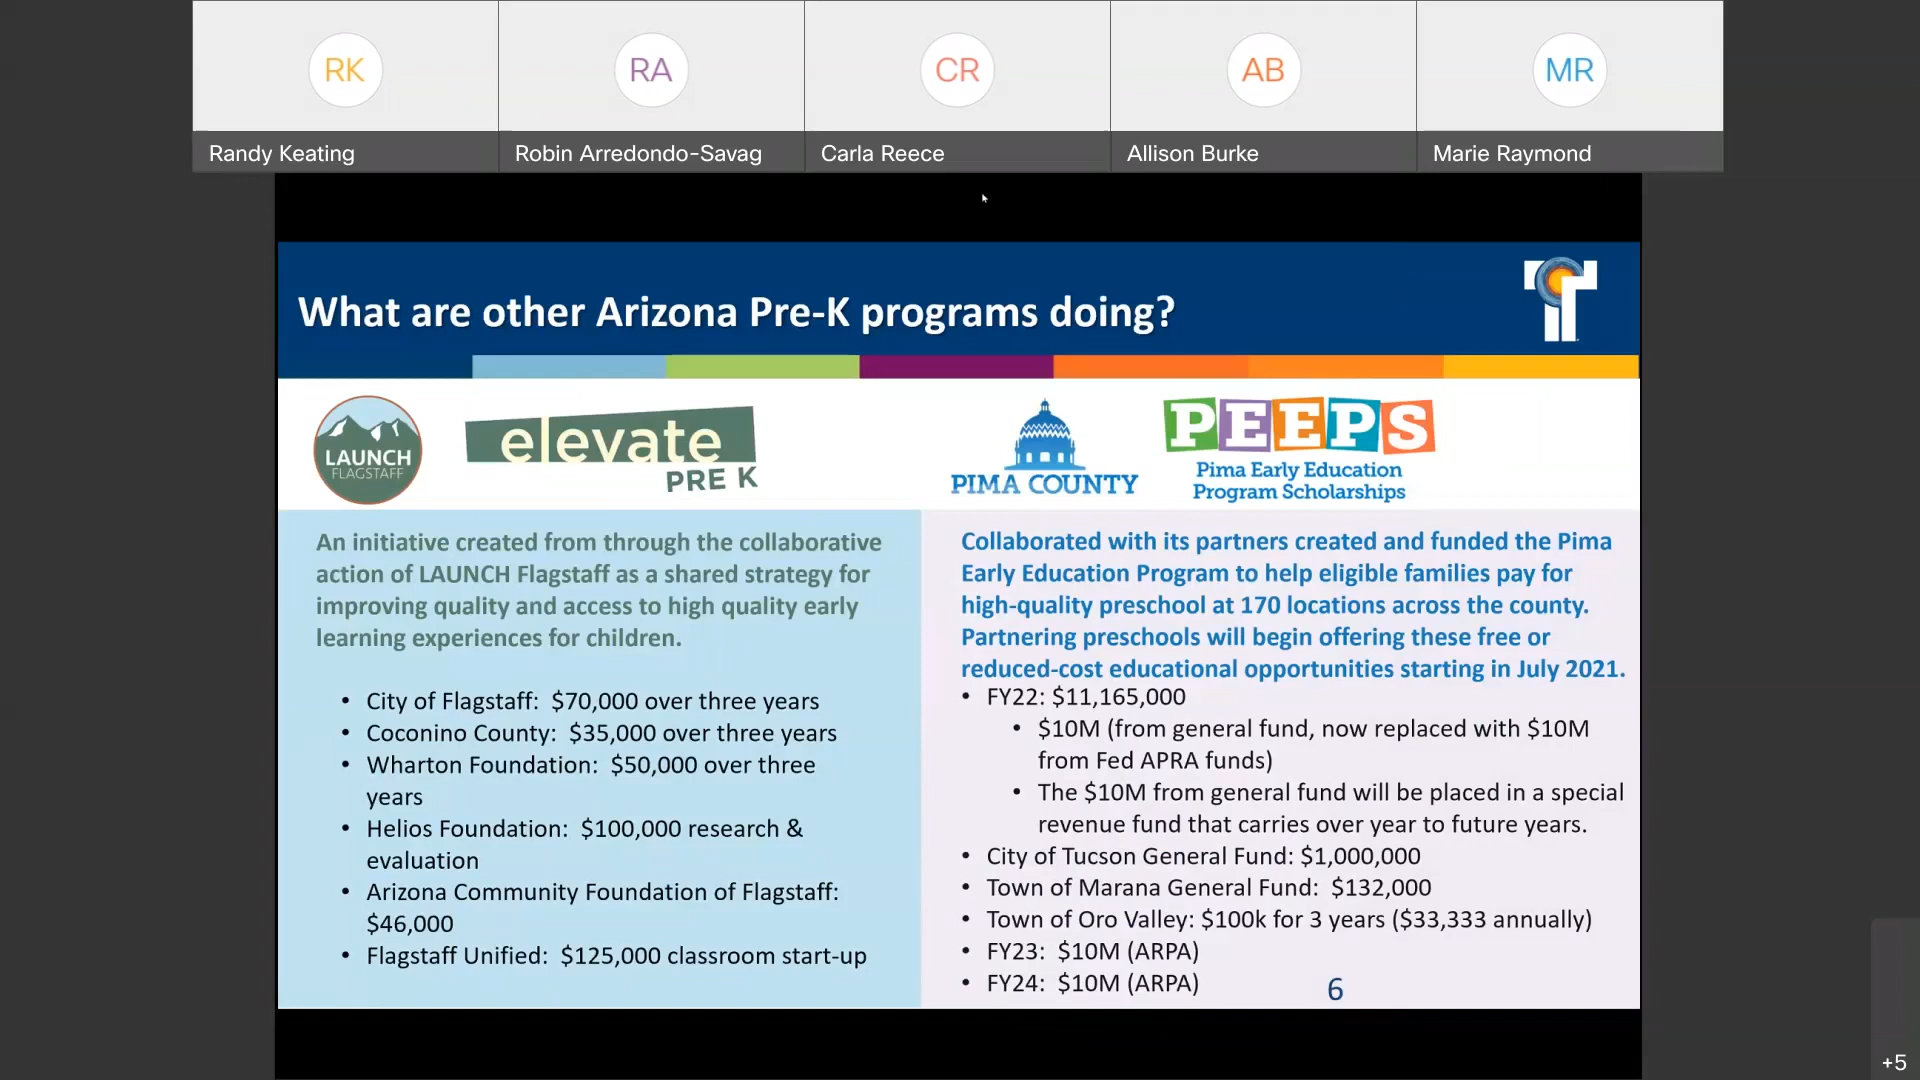 RK
RA
CR
AB
MR
Randy Keating
Robin Arredondo-Savag
Carla Reece
Allison Burke
Marie Raymond
What are other Arizona Pre-K programs doing?
LAUNCH
FLAGSTAFF
elevate
PRE K
PIMA COUNTY
PEEPS
Pima Early Education
Program Scholarships
An initiative created from through the collaborative
action of LAUNCH Flagstaff as a shared strategy for
improving quality and access to high quality early
learning experiences for children.
• City of Flagstaff: $70,000 over three years
• Coconino County: $35,000 over three years
• Wharton Foundation: $50,000 over three
years
• Helios Foundation: $100,000 research &
evaluation
• Arizona Community Foundation of Flagstaff:
$46,000
• Flagstaff Unified: $125,000 classroom start-up
Collaborated with its partners created and funded the Pima
Early Education Program to help eligible families pay for
high-quality preschool at 170 locations across the county.
Partnering preschools will begin offering these free or
reduced-cost educational opportunities starting in July 2021.
• FY22: $11,165,000
• $10M (from general fund, now replaced with $10M
from Fed APRA funds)
• The $10M from general fund will be placed in a special
revenue fund that carries over year to future years.
• City of Tucson General Fund: $1,000,000
• Town of Marana General Fund: $132,000
• Town of Oro Valley: $100k for 3 years ($33,333 annually)
• FY23: $10M (ARPA)
• FY24: $10M (ARPA)
6
+5